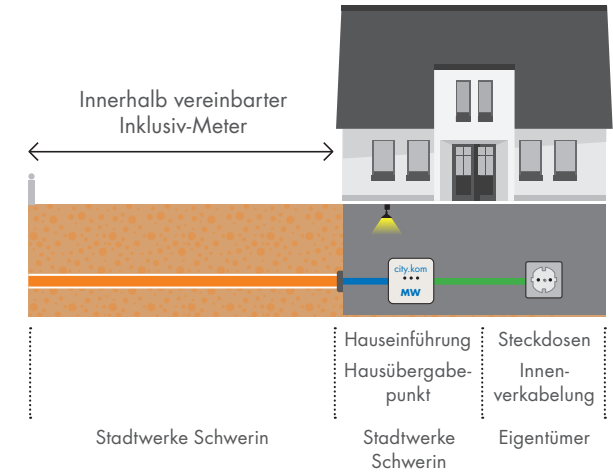 Innerhalb vereinbarter
Inklusiv-Meter
city.kom
MW
Hauseinführung
Hausübergabe-
punkt
Steckdosen
Innen-
verkabelung
Stadtwerke Schwerin
Stadtwerke
Schwerin
Eigentümer